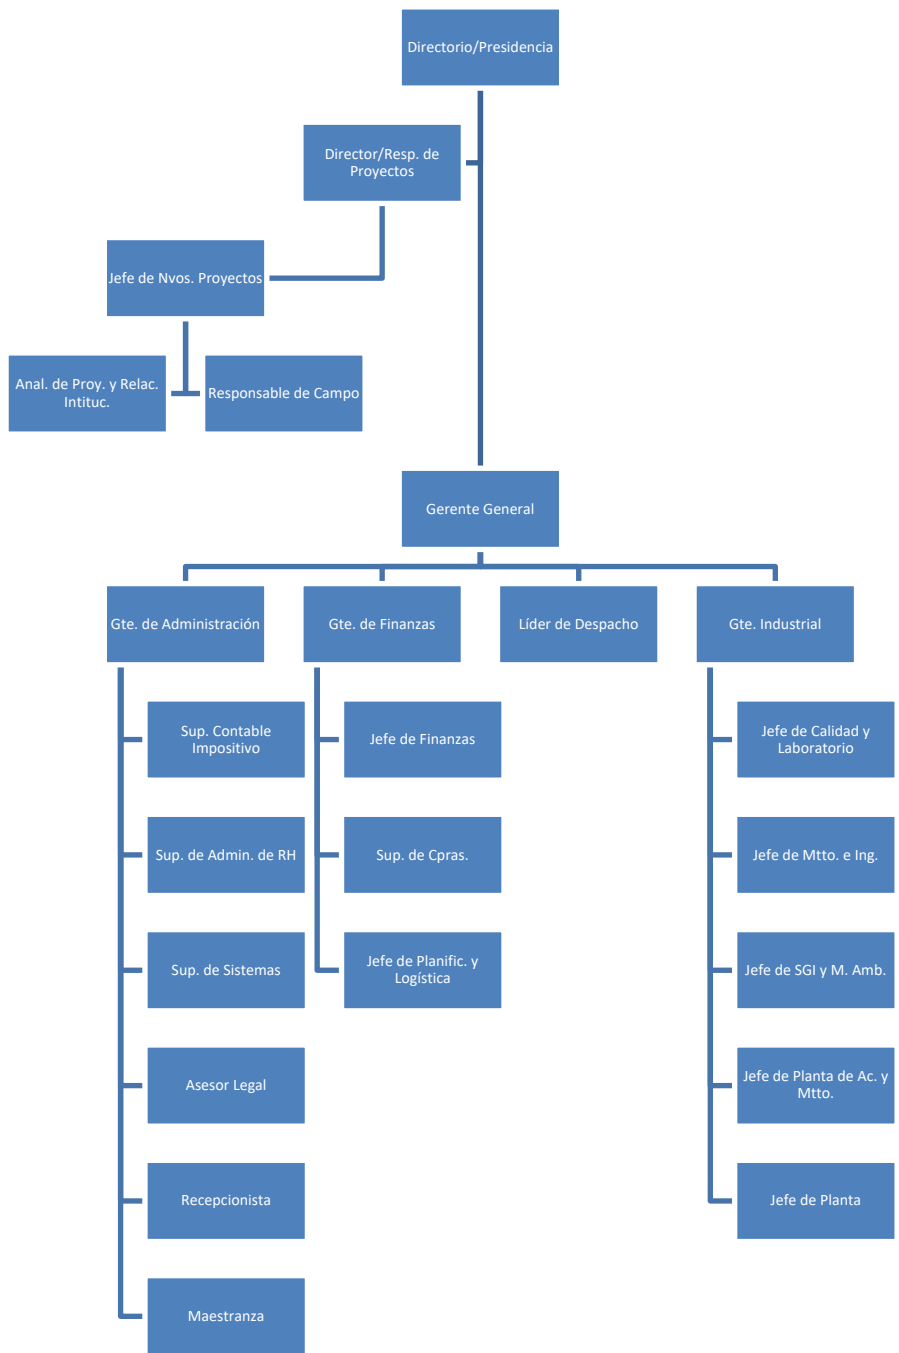 Directorio/Presidencia
Director/Resp. de
Proyectos
Jefe de Nvos. Proyectos
Anal. de Proy. y Relac.
Intituc.
Responsable de Campo
Gerente General
Gte. de Administración
Gte. de Finanzas
Líder de Despacho
Gte. Industrial
Sup. Contable
Impositivo
Jefe de Finanzas
Jefe de Calidad y
Laboratorio
Sup. de Admin. de RH
Sup. de Cpras.
Jefe de Mtto. e Ing.
Sup. de Sistemas
Jefe de Planific. y
Logística
Jefe de SGI y M. Amb.
Asesor Legal
Jefe de Planta de Ac. y
Mtto.
Recepcionista
Jefe de Planta
Maestranza